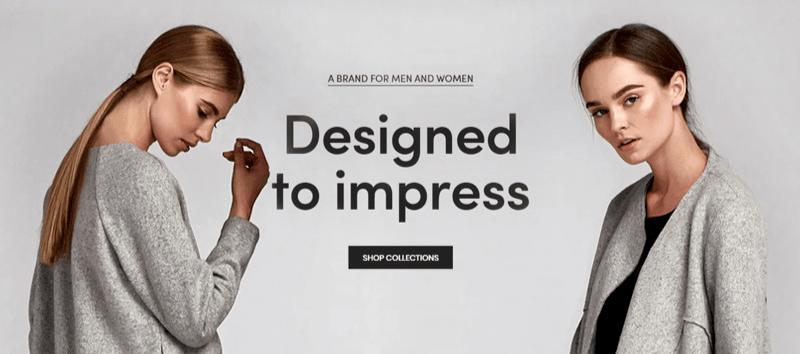 A BRAND FOR MEN AND WOMEN
Designed
to impress
SHOP COLLECTIONS